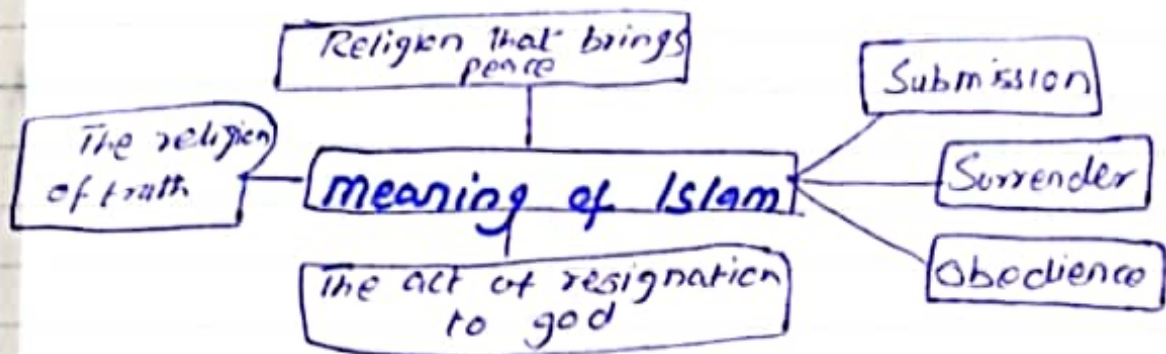 Religion that brings
peace
Submission
The religion
of truth
meaning of Islam
Surrender
The act of resignation
to god
Obedience